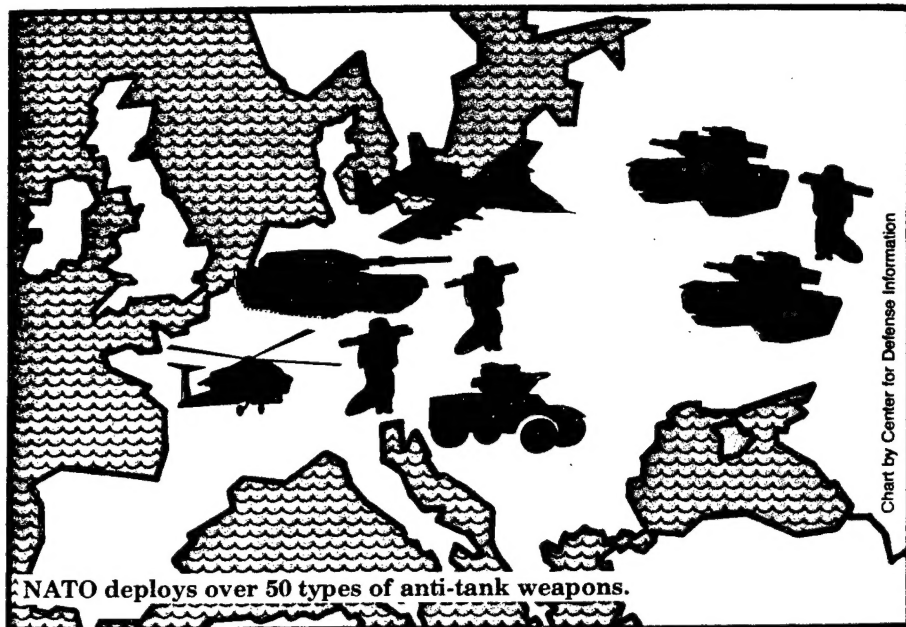 NATO deploys over 50 types of anti-tank weapons.
Chart by Center for Defense Information